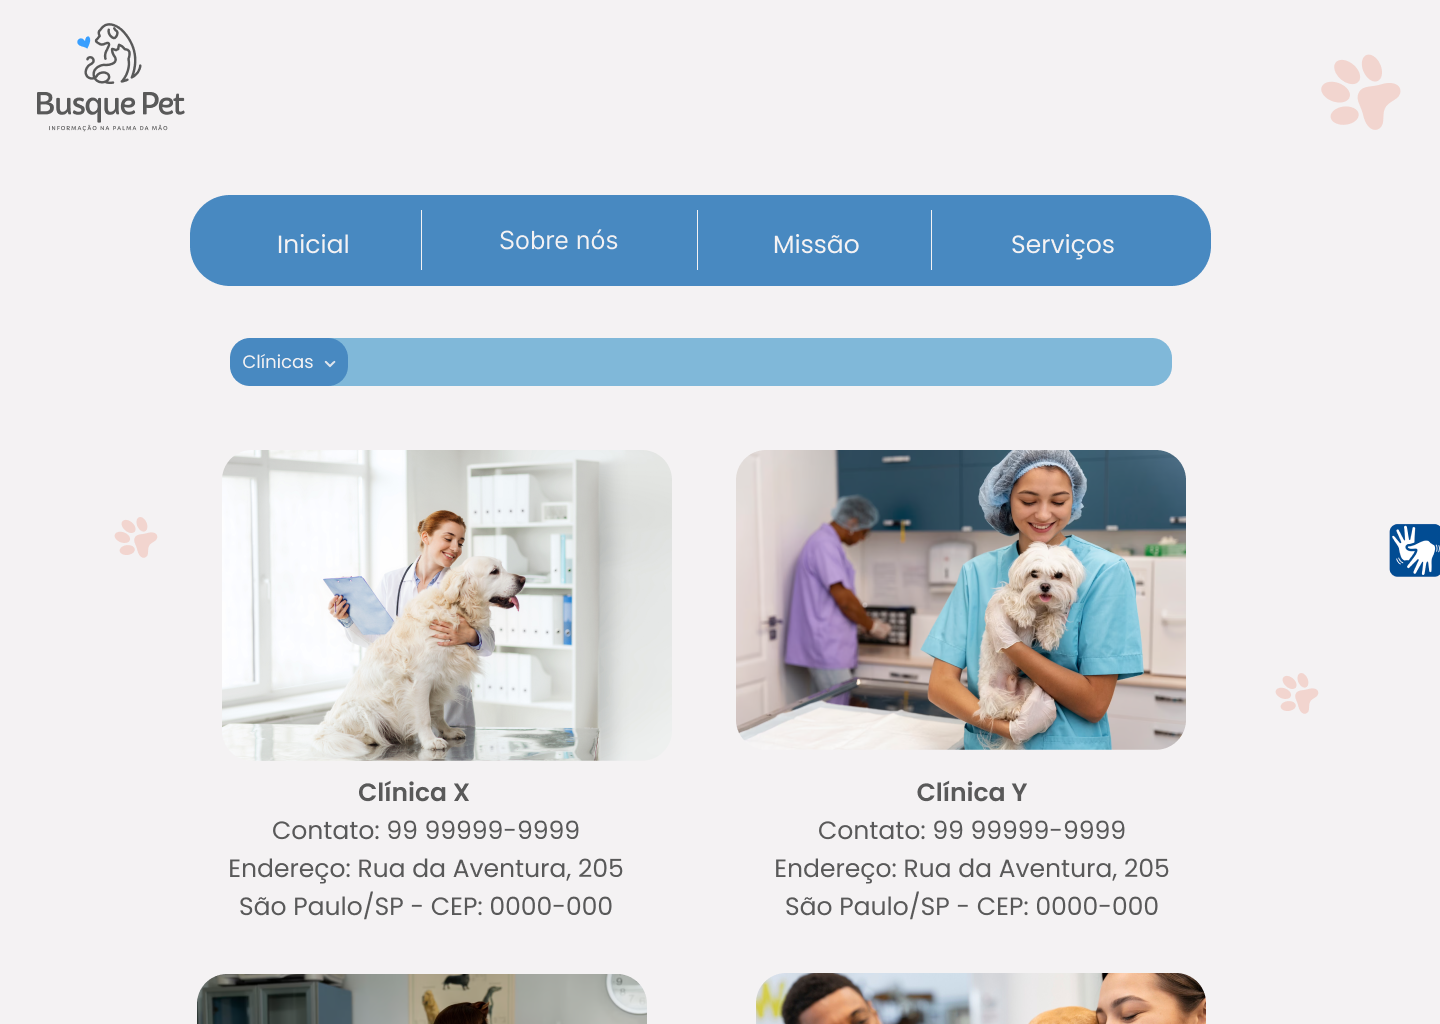 Busque Pet
INFORMAÇÃO NA PALMA DA MÃO
Inicial
Sobre nós
Missão
Serviços
Clínicas
Clínica X
Contato: 99 99999-9999
Endereço: Rua da Aventura, 205
São Paulo/SP - CEP: 0000-000
Clínica Y
Contato: 99 99999-9999
Endereço: Rua da Aventura, 205
São Paulo/SP - CEP: 0000-000